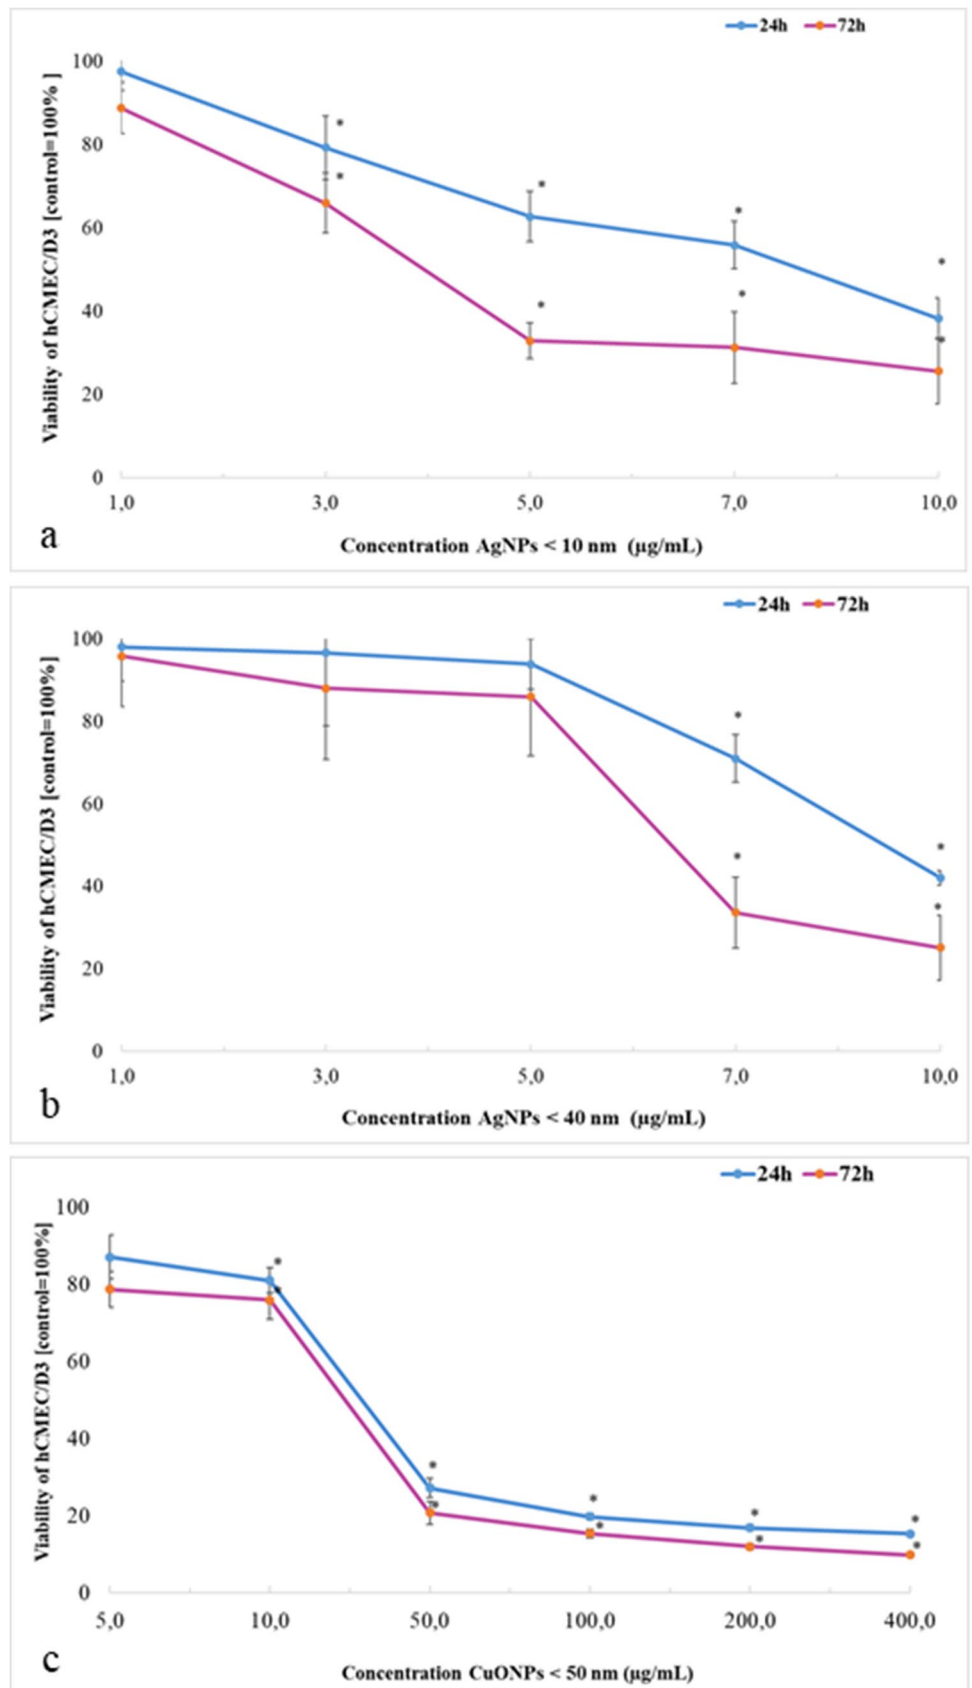 24h 72h
Viability of hCMEC/D3 [control=100% ]
100
80
60
40
20
0
1,0 3,0 5,0 7,0 10,0
Concentration AgNPs < 10 nm (µg/mL)
a
24h 72h
Viability of hCMEC/D3 [control=100%]
100
80
60
40
20
0
1,0 3,0 5,0 7,0 10,0
Concentration AgNPs < 40 nm (µg/mL)
b
24h 72h
Viability of hCMEC/D3 [control=100%]
100
80
60
40
20
0
5,0 10,0 50,0 100,0 200,0 400,0
Concentration CuONPs < 50 nm (µg/mL)
c